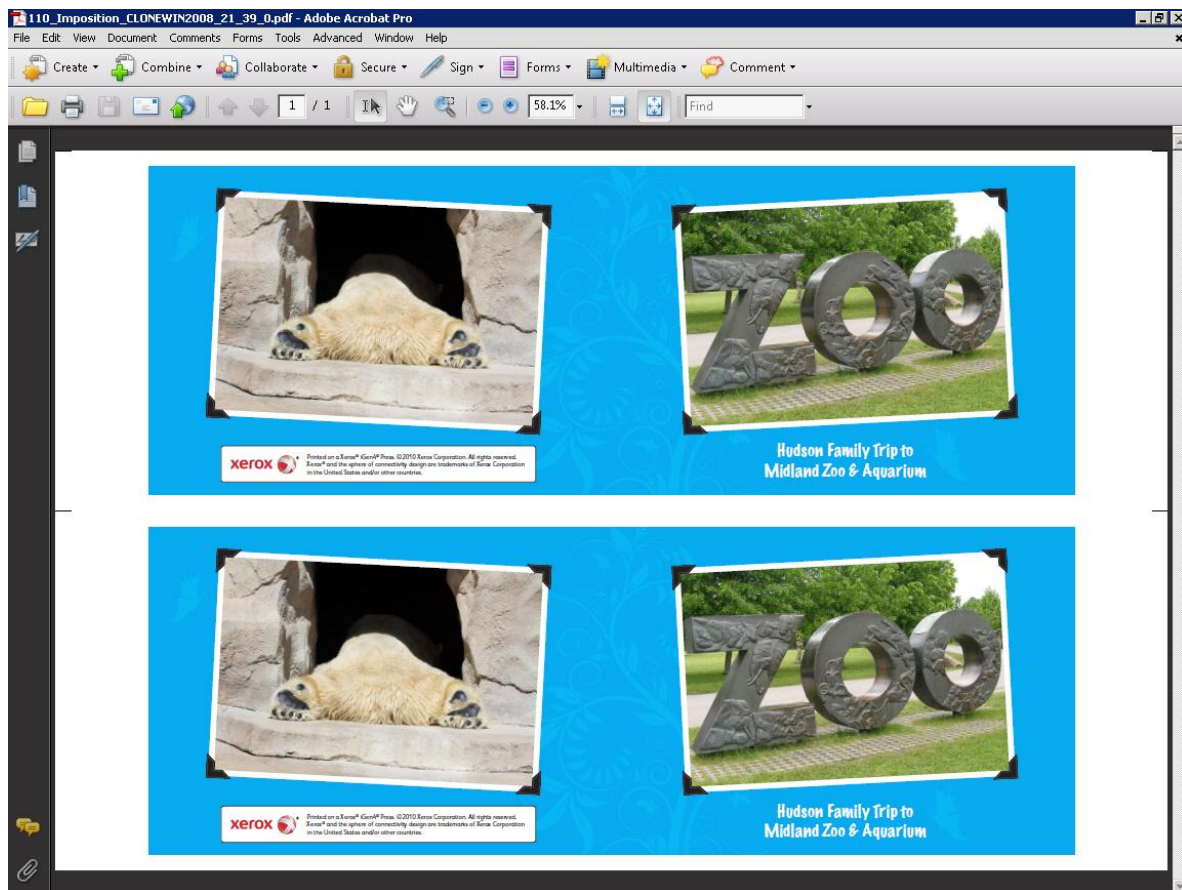 110_Imposition_CLONEWIN2008_21_39_0.pdf - Adobe Acrobat Pro
File Edit View Document Comments Forms Tools Advanced Window Help
Create Combine Collaborate Secure Sign Forms Multimedia Comment
1 / 1 58.1% Find
ZOO
xerox
Printed on a Xerox® iGen4® Press. ©2010 Xerox Corporation. All rights reserved.
Xerox® and the sphere of connectivity design are trademarks of Xerox Corporation
in the United States and/or other countries.
Hudson Family Trip to
Midland Zoo & Aquarium
ZOO
xerox
Printed on a Xerox® iGen4® Press. ©2010 Xerox Corporation. All rights reserved.
Xerox® and the sphere of connectivity design are trademarks of Xerox Corporation
in the United States and/or other countries.
Hudson Family Trip to
Midland Zoo & Aquarium